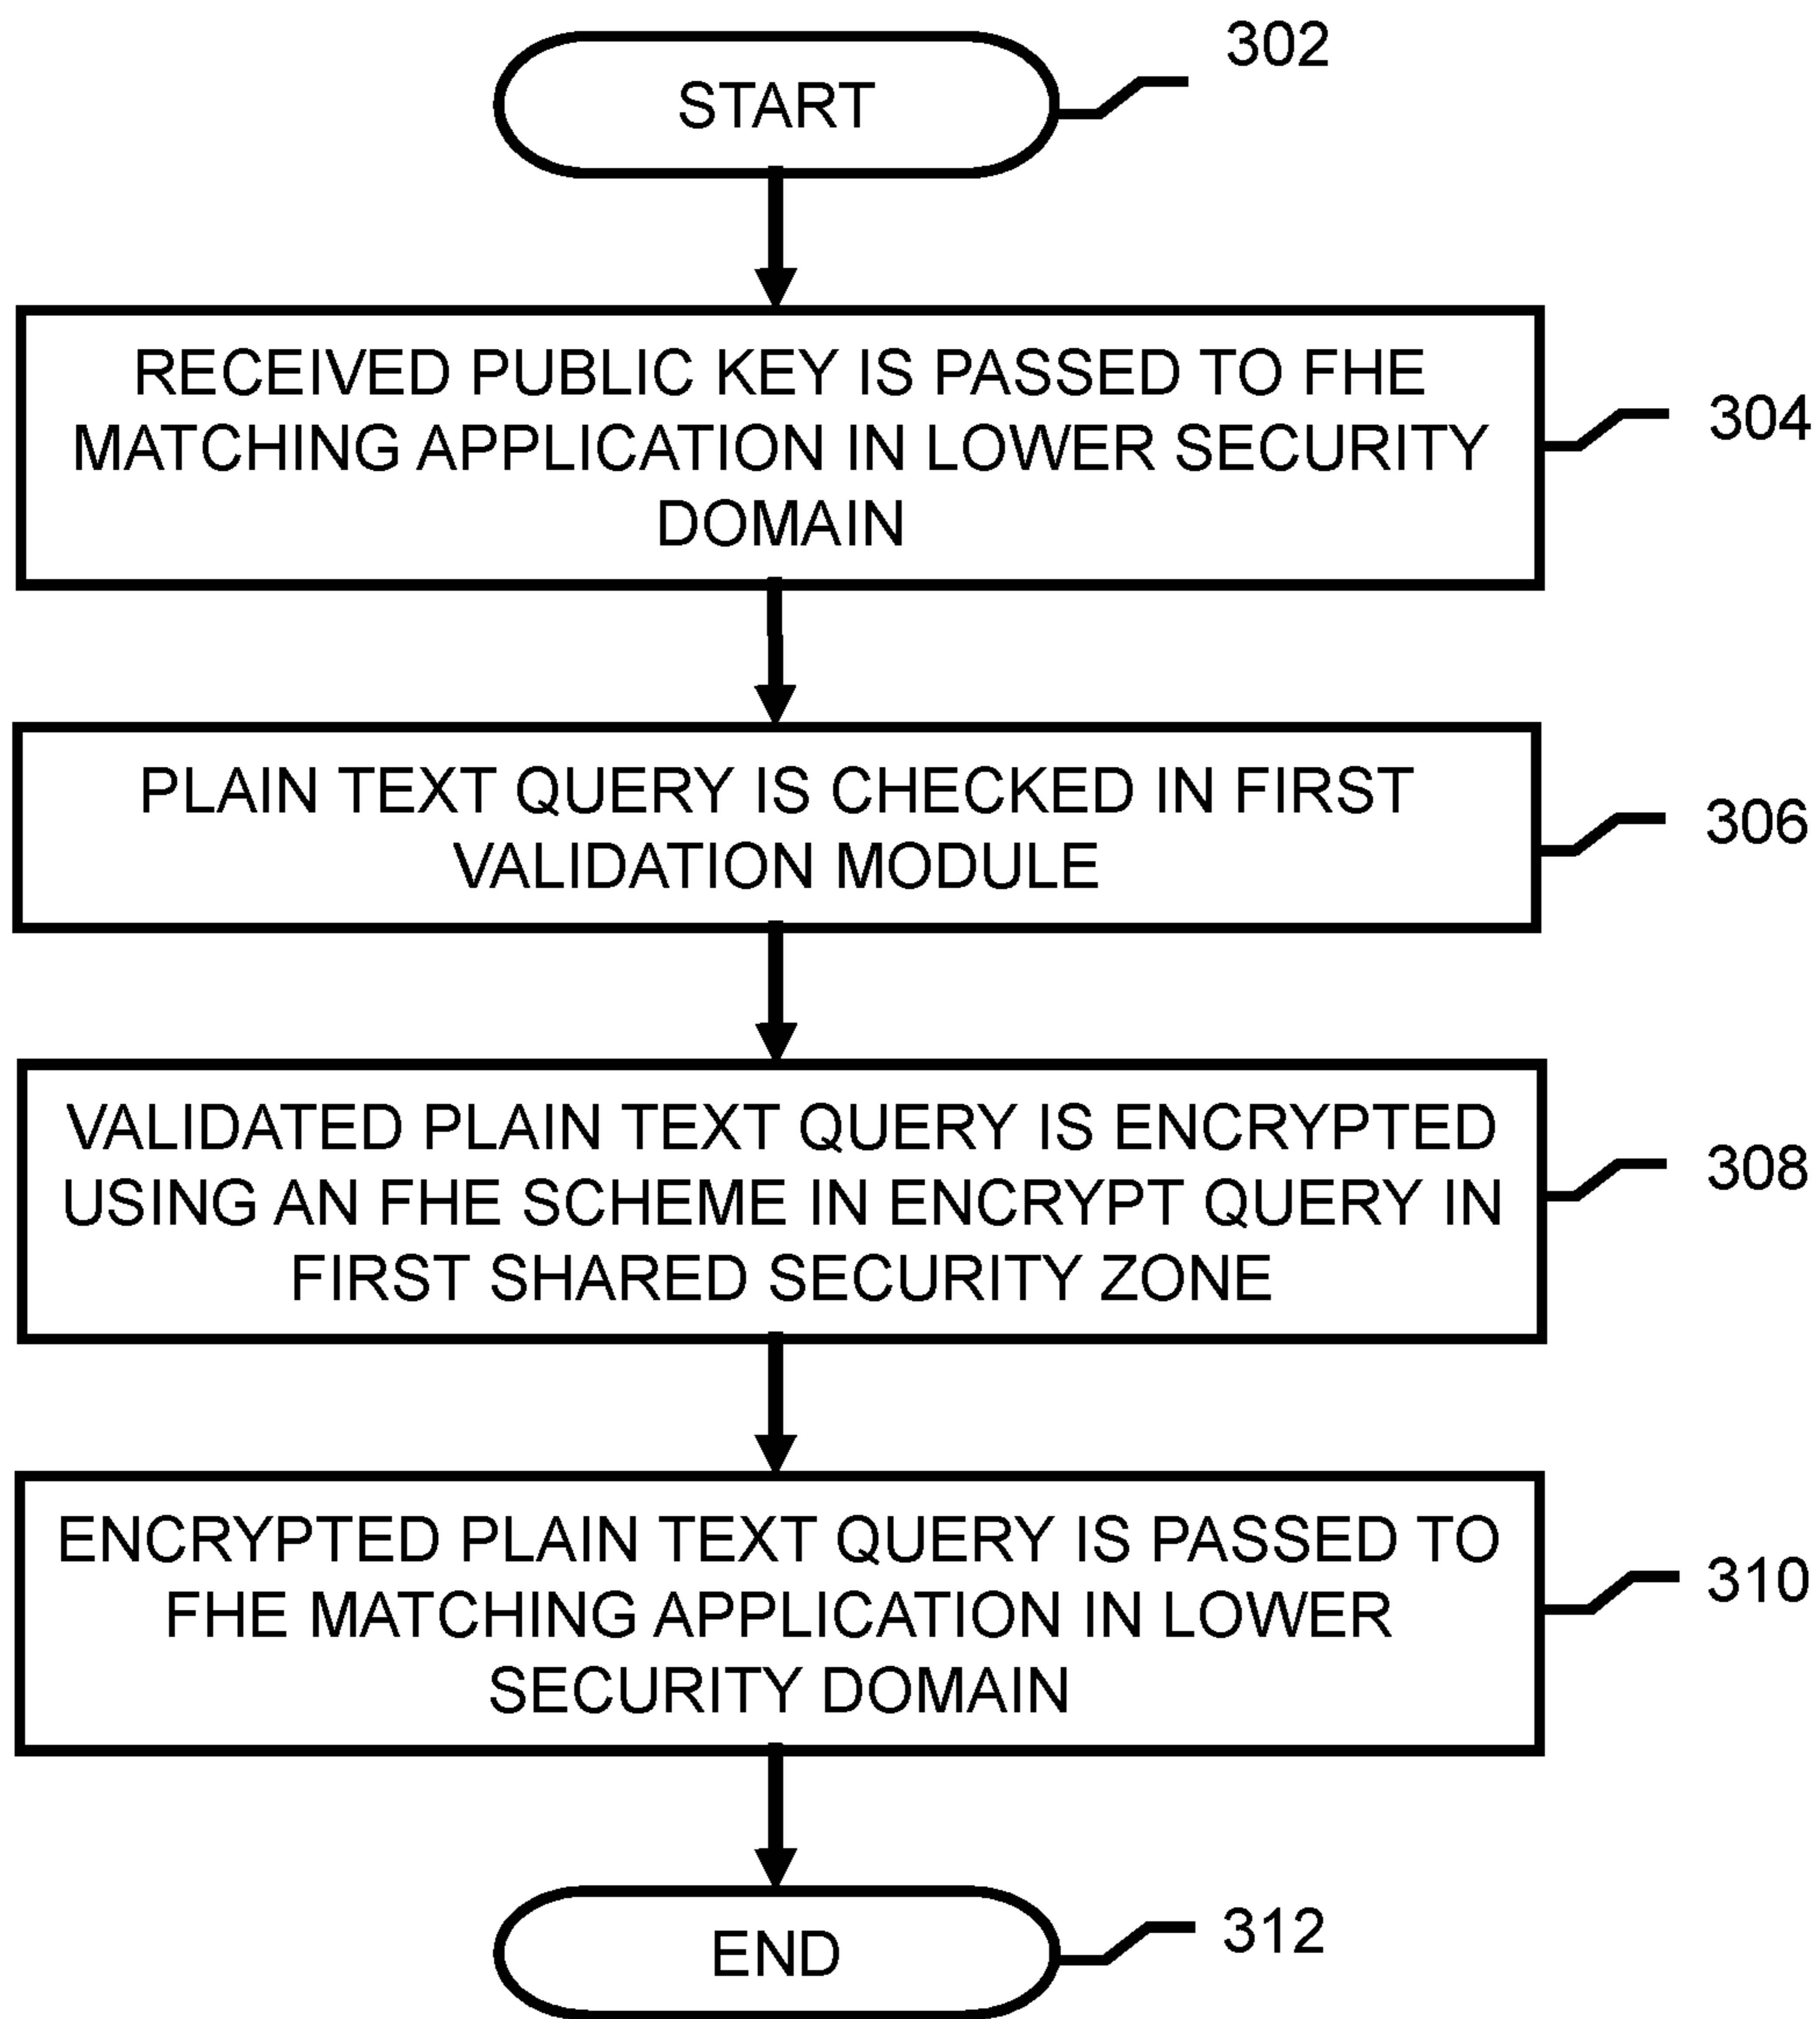 START
302
RECEIVED PUBLIC KEY IS PASSED TO FHE
MATCHING APPLICATION IN LOWER SECURITY
DOMAIN
304
PLAIN TEXT QUERY IS CHECKED IN FIRST
VALIDATION MODULE
306
VALIDATED PLAIN TEXT QUERY IS ENCRYPTED
USING AN FHE SCHEME IN ENCRYPT QUERY IN
FIRST SHARED SECURITY ZONE
308
ENCRYPTED PLAIN TEXT QUERY IS PASSED TO
FHE MATCHING APPLICATION IN LOWER
SECURITY DOMAIN
310
END
312